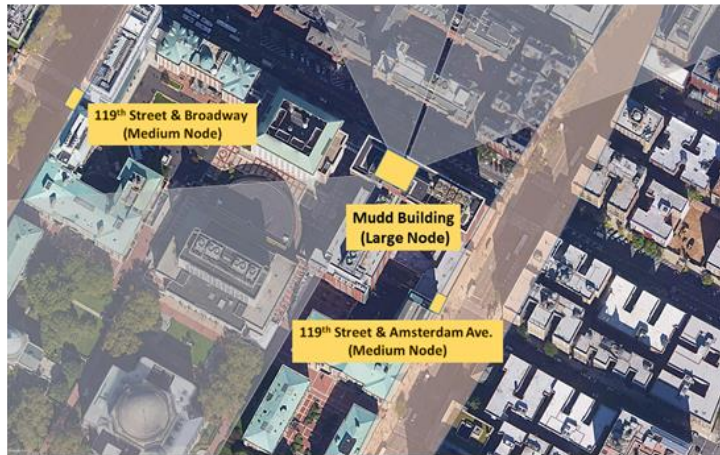 119th Street & Broadway
(Medium Node)
Mudd Building
(Large Node)
119th Street & Amsterdam Ave.
(Medium Node)